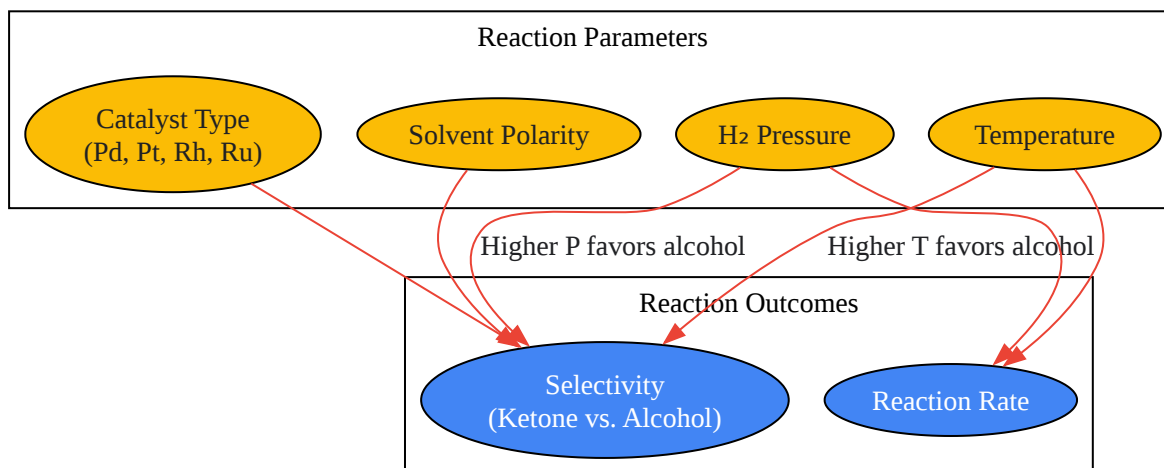 Reaction Parameters
Catalyst Type
(Pd, Pt, Rh, Ru)
Solvent Polarity
H₂ Pressure
Temperature
Higher P favors alcohol
Higher T favors alcohol
Reaction Outcomes
Selectivity
(Ketone vs. Alcohol)
Reaction Rate